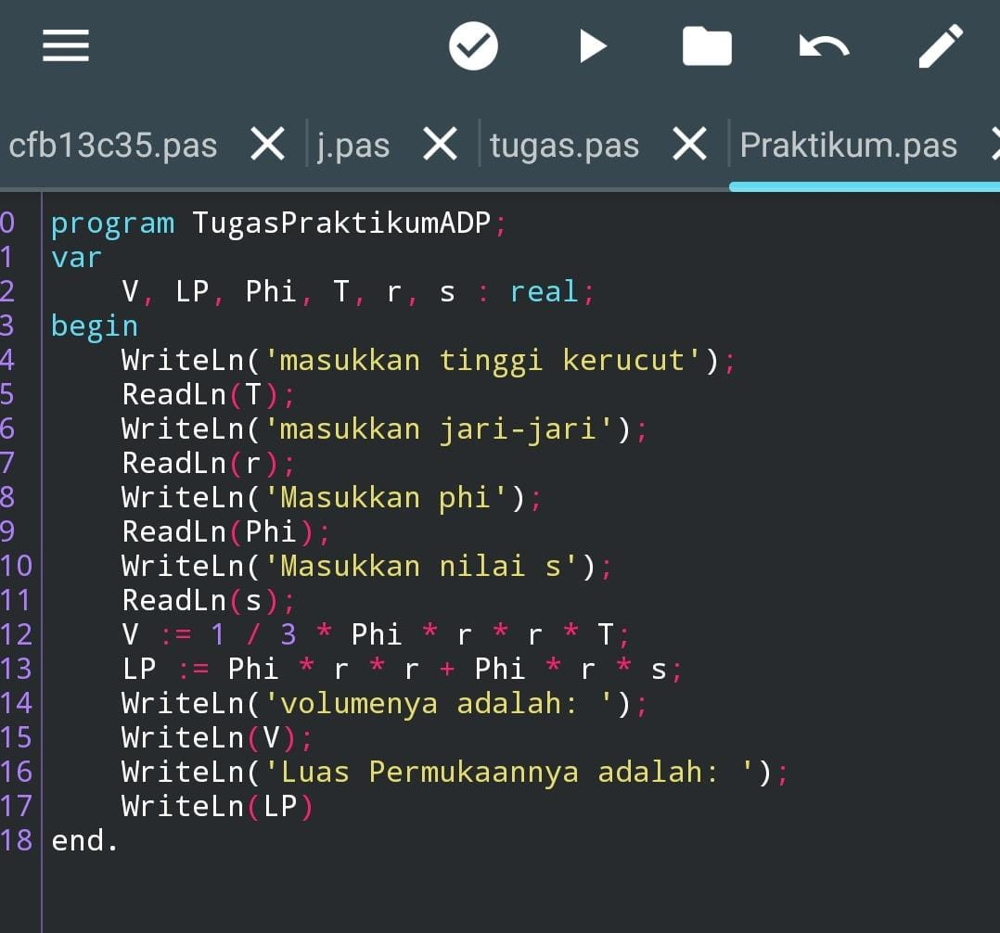 cfb13c35.pas j.pas tugas.pas Praktikum.pas
0 program TugasPraktikumADP;
1 var
2     V, LP, Phi, T, r, s : real;
3 begin
4     WriteLn('masukkan tinggi kerucut');
5     ReadLn(T);
6     WriteLn('masukkan jari-jari');
7     ReadLn(r);
8     WriteLn('Masukkan phi');
9     ReadLn(Phi);
10     WriteLn('Masukkan nilai s');
11     ReadLn(s);
12     V := 1 / 3 * Phi * r * r * T;
13     LP := Phi * r * r + Phi * r * s;
14     WriteLn('volumenya adalah: ');
15     WriteLn(V);
16     WriteLn('Luas Permukaannya adalah: ');
17     WriteLn(LP)
18 end.